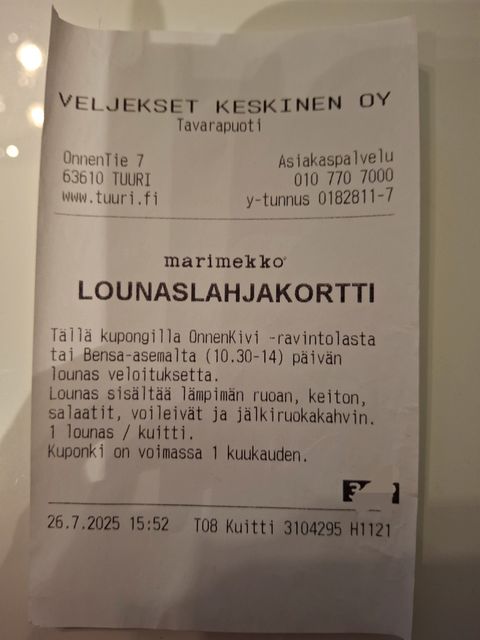 VELJEKSET KESKINEN OY
Tavarapuoti
OnnenTie 7 Asiakaspalvelu
63610 TUURI 010 770 7000
www.tuuri.fi y-tunnus 0182811-7
marimekko®
LOUNASLAHJAKORTTI
Tällä kupongilla OnnenKivi -ravintolasta
tai Bensa-asemalta (10.30-14) päivän
lounas veloituksetta.
Lounas sisältää lämpimän ruoan, keiton,
salaatit, voileivät ja jälkiruokakahvin.
1 lounas / kuitti.
Kuponki on voimassa 1 kuukauden.
26.7.2025 15:52 T08 Kuitti 3104295 H1121